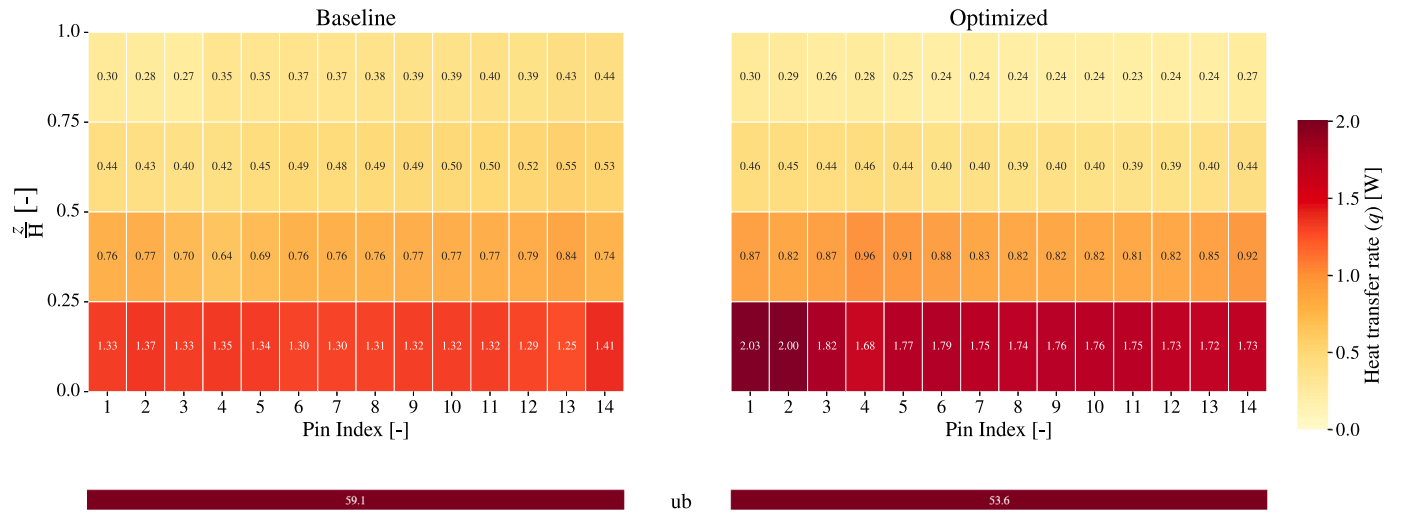 Baseline
Optimized
1.0
0.75
0.5
0.25
0.0
z/H [-]
0.30 0.28 0.27 0.35 0.35 0.37 0.37 0.38 0.39 0.39 0.40 0.39 0.43 0.44
0.44 0.43 0.40 0.42 0.45 0.49 0.48 0.49 0.49 0.50 0.50 0.52 0.55 0.53
0.76 0.77 0.70 0.64 0.69 0.76 0.76 0.76 0.77 0.77 0.77 0.79 0.84 0.74
1.33 1.37 1.33 1.35 1.34 1.30 1.30 1.31 1.32 1.32 1.32 1.29 1.25 1.41
1 2 3 4 5 6 7 8 9 10 11 12 13 14
Pin Index [-]
0.30 0.29 0.26 0.28 0.25 0.24 0.24 0.24 0.24 0.24 0.23 0.24 0.24 0.27
0.46 0.45 0.44 0.46 0.44 0.40 0.40 0.39 0.40 0.40 0.39 0.39 0.40 0.44
0.87 0.82 0.87 0.96 0.91 0.88 0.83 0.82 0.82 0.82 0.81 0.82 0.85 0.92
2.03 2.00 1.82 1.68 1.77 1.79 1.75 1.74 1.76 1.76 1.75 1.73 1.72 1.73
1 2 3 4 5 6 7 8 9 10 11 12 13 14
Pin Index [-]
2.0
1.5
1.0
0.5
0.0
Heat transfer rate (q) [W]
59.1
ub
53.6